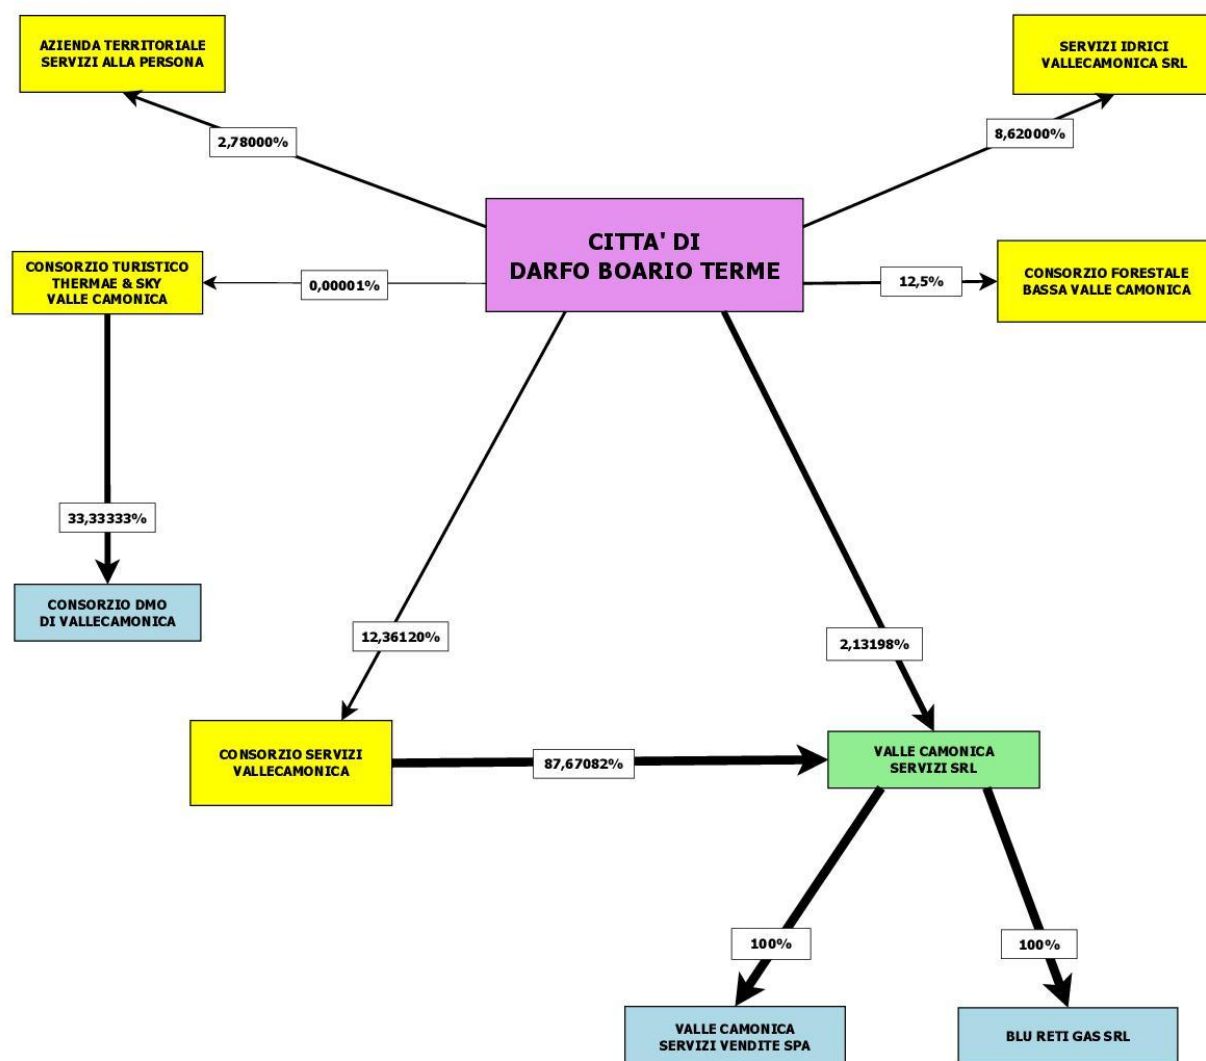 AZIENDA TERRITORIALE
SERVIZI ALLA PERSONA
SERVIZI IDRICI
VALLECAMONICA SRL
2,78000%
8,62000%
CITTA' DI
DARFO BOARIO TERME
CONSORZIO TURISTICO
THERMAE & SKY
VALLE CAMONICA
0,00001%
12,5%
CONSORZIO FORESTALE
BASSA VALLE CAMONICA
33,33333%
CONSORZIO DMO
DI VALLECAMONICA
12,36120%
2,13198%
CONSORZIO SERVIZI
VALLECAMONICA
87,67082%
VALLE CAMONICA
SERVIZI SRL
100%
100%
VALLE CAMONICA
SERVIZI VENDITE SPA
BLU RETI GAS SRL